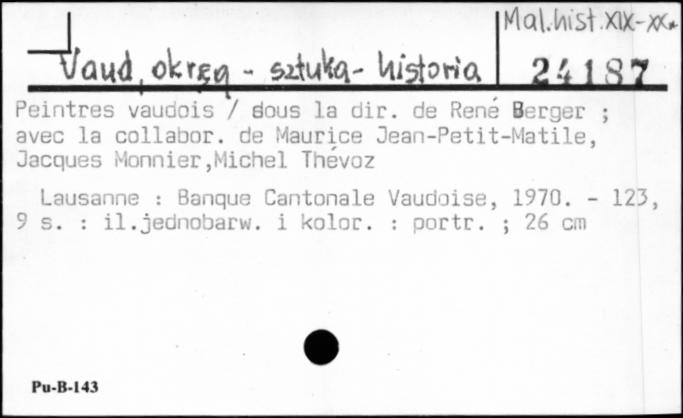 Mal.hist.XIX-XX.
Vaud, okręg - sztuka - historia
24187
Peintres vaudois / sous la dir. de René Berger ;
avec la collabor. de Maurice Jean-Petit-Matile,
Jacques Monnier,Michel Thévoz
Lausanne : Banque Cantonale Vaudoise, 1970. - 123,
9 s. : il.jednobarw. i kolor. : portr. ; 26 cm
Pu-B-143